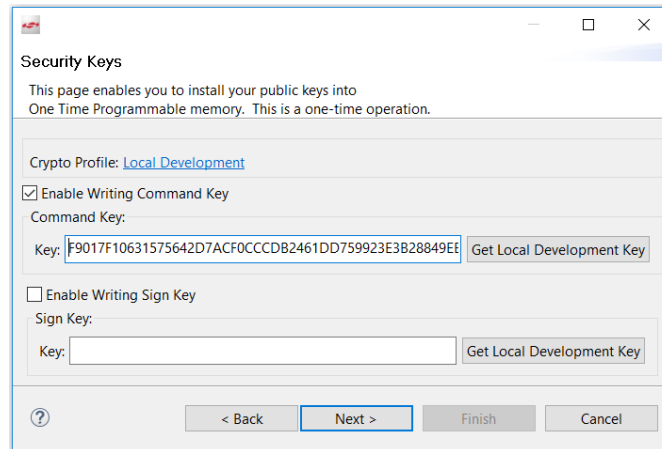 Security Keys
This page enables you to install your public keys into
One Time Programmable memory. This is a one-time operation.
Crypto Profile: Local Development
Enable Writing Command Key
Command Key:
Key: F9017F10631575642D7ACF0CCCDB2461DD759923E3B28849EE Get Local Development Key
Enable Writing Sign Key
Sign Key:
Key: Get Local Development Key
? < Back Next > Finish Cancel